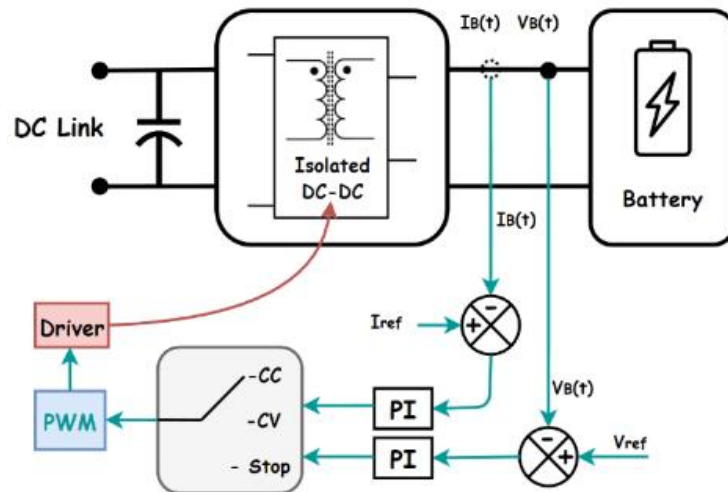 IB(t) VB(t)
DC Link
Isolated
DC-DC
Battery
IB(t)
Driver
Iref
+
-
-CC
PI
VB(t)
PWM
-CV
- Stop
PI
-
+
Vref